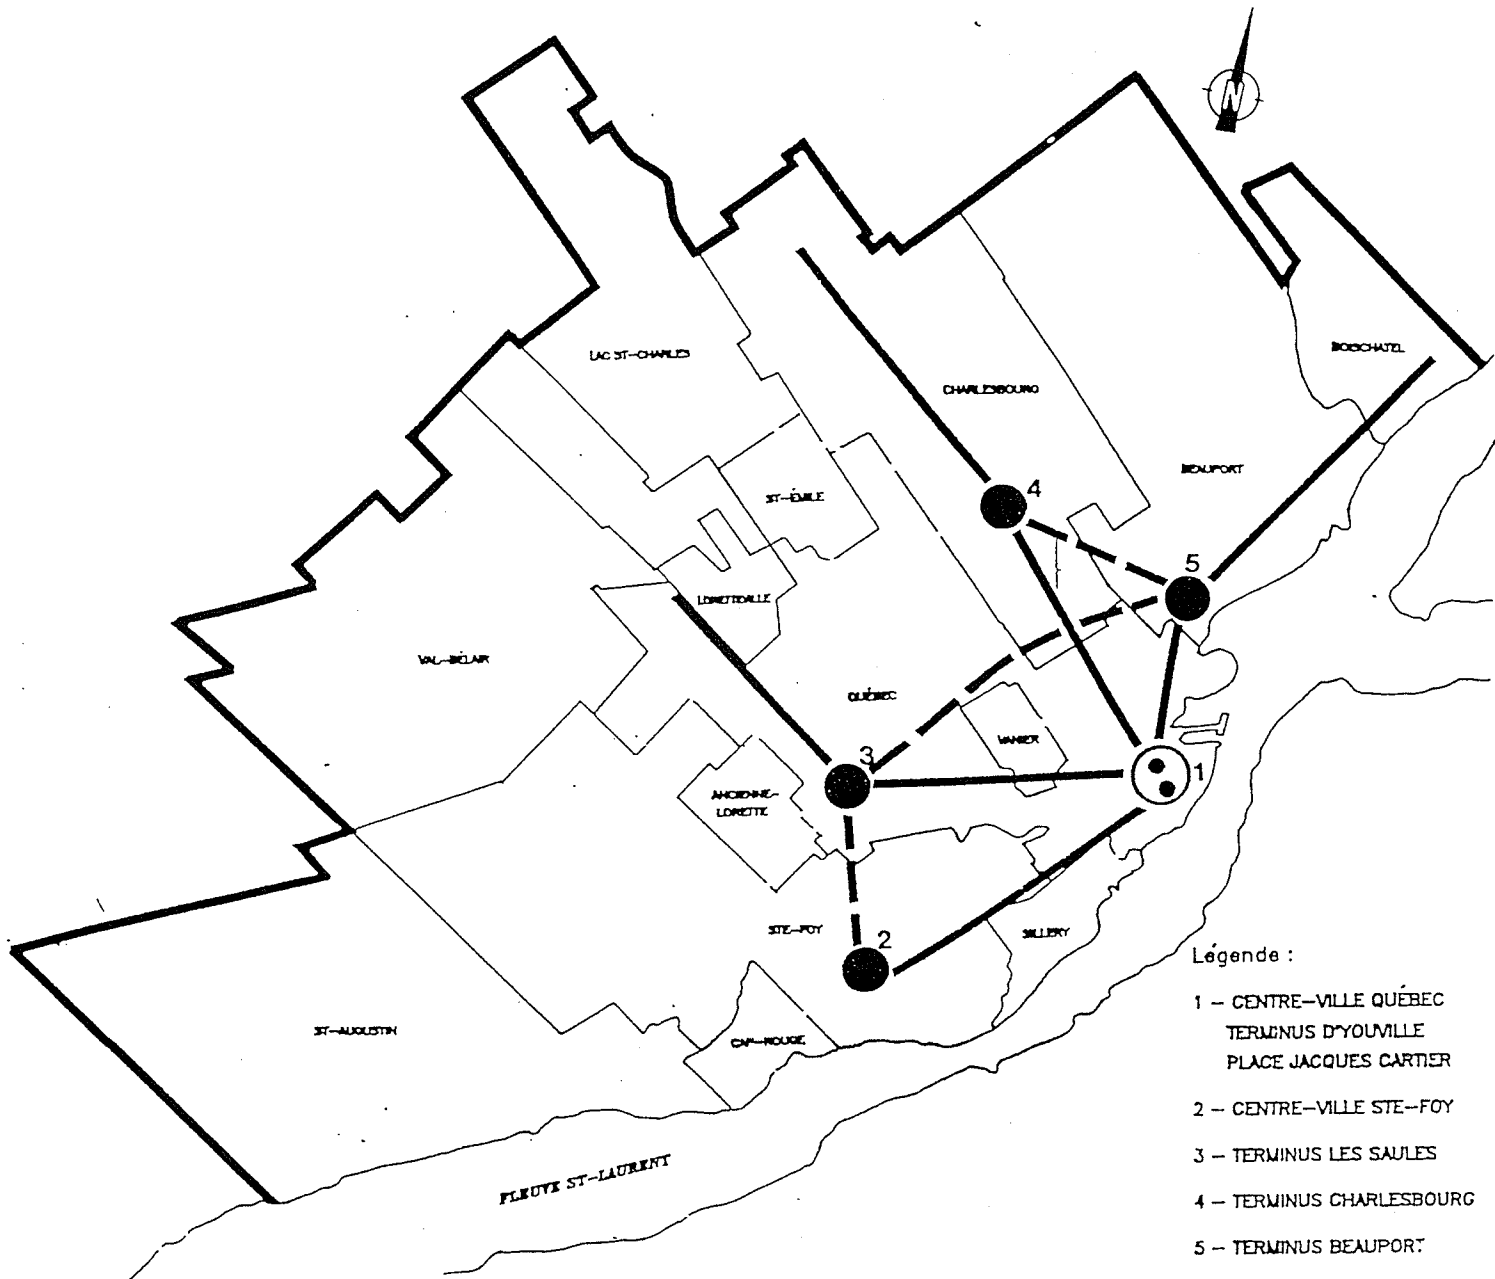 N
LAC ST-CHARLES
BOISCHATEL
CHARLESBOURG
BEAUPORT
4
ST-ÉMILE
5
LORETTEVILLE
VAL-BÉLAIR
QUÉBEC
VANIER
3
1
ANCIENNE-
LORETTE
STE-FOY
SILLERY
2
ST-AUGUSTIN
CAP-ROUGE
FLEUVE ST-LAURENT
Légende :
1 - CENTRE-VILLE QUÉBEC
TERMINUS D'YOUVILLE
PLACE JACQUES CARTIER
2 - CENTRE-VILLE STE-FOY
3 - TERMINUS LES SAULES
4 - TERMINUS CHARLESBOURG
5 - TERMINUS BEAUPORT